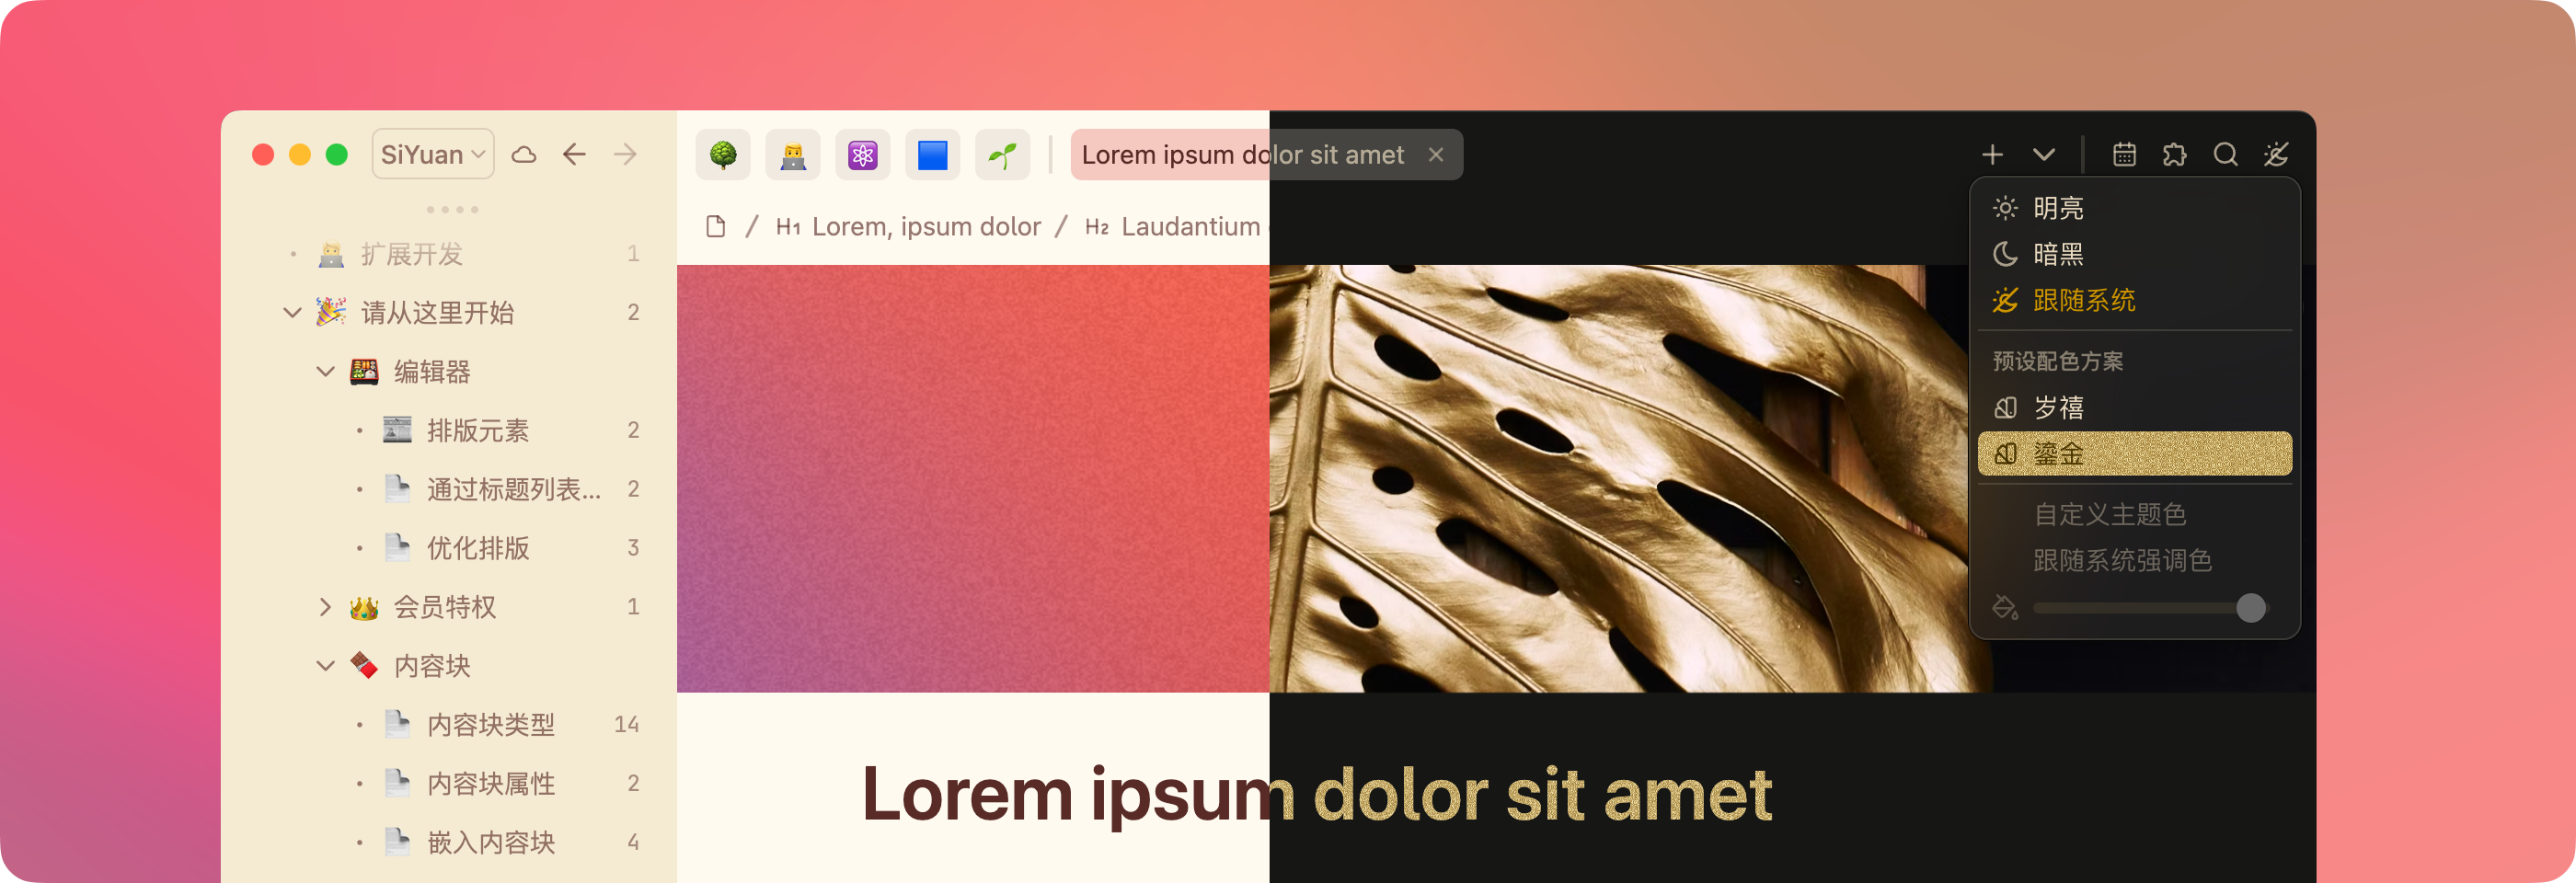 SiYuan
扩展开发 1
请从这里开始 2
编辑器
排版元素 2
通过标题列表... 2
优化排版 3
会员特权 1
内容块
内容块类型 14
内容块属性 2
嵌入内容块 4
Lorem ipsum dolor sit amet
/ H1 Lorem, ipsum dolor / H2 Laudantium
Lorem ipsum dolor sit amet
明亮
暗黑
跟随系统
预设配色方案
岁禧
鎏金
自定义主题色
跟随系统强调色